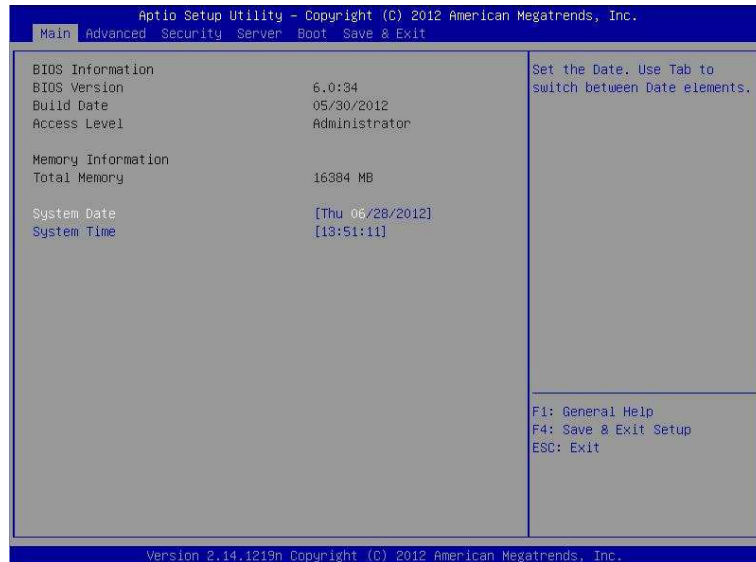 Aptio Setup Utility – Copyright (C) 2012 American Megatrends, Inc.
Main Advanced Security Server Boot Save & Exit
BIOS Information
BIOS Version 6.0:34
Build Date 05/30/2012
Access Level Administrator
Memory Information
Total Memory 16384 MB
System Date [Thu 06/28/2012]
System Time [13:51:11]
Set the Date. Use Tab to
switch between Date elements.
F1: General Help
F4: Save & Exit Setup
ESC: Exit
Version 2.14.1219n Copyright (C) 2012 American Megatrends, Inc.